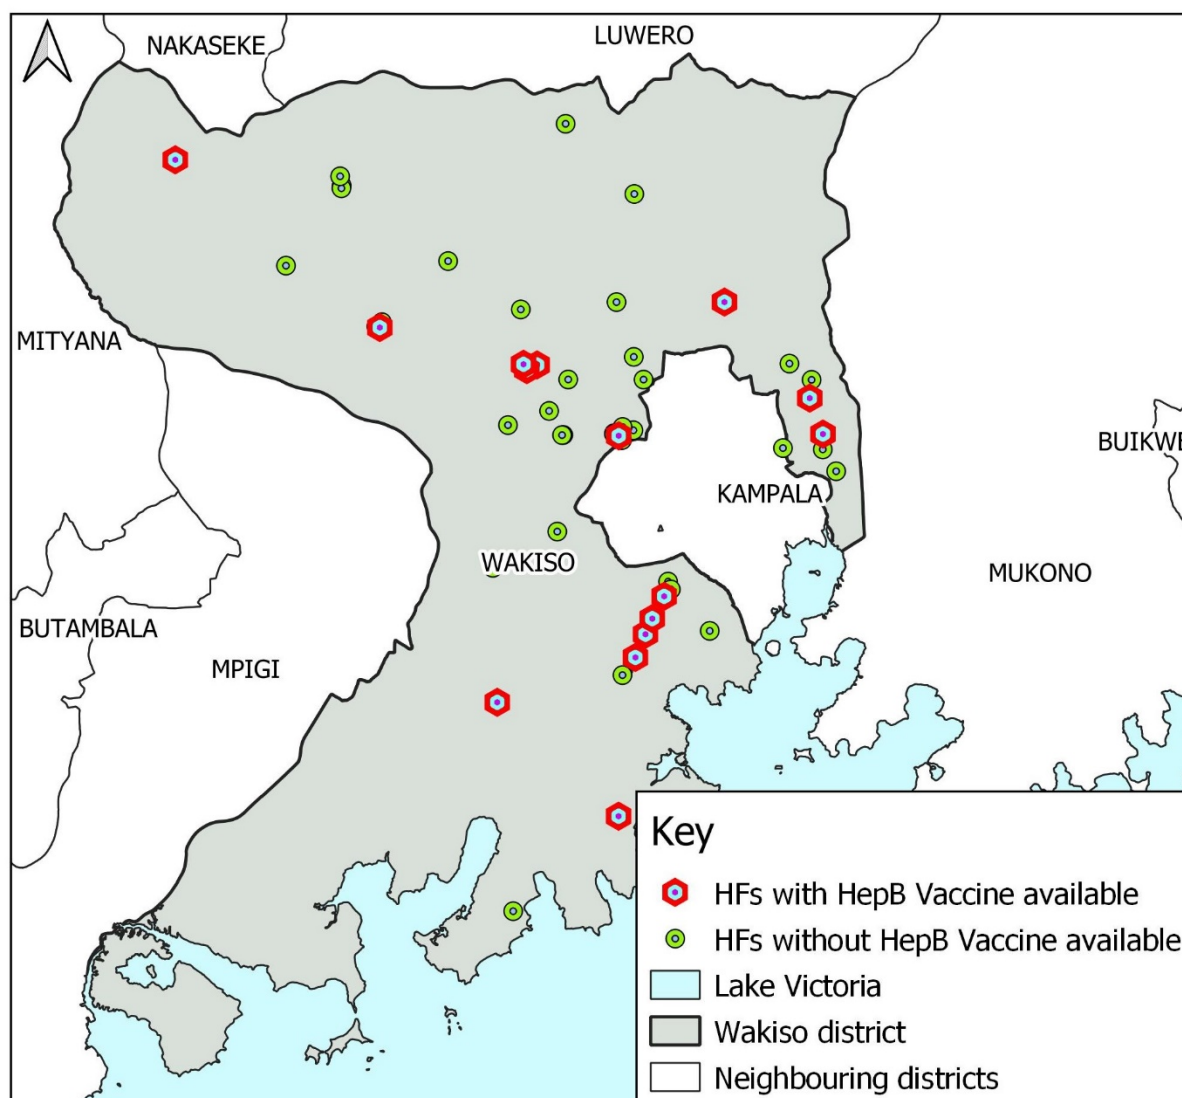 NAKASEKE
LUWERO
MITYANA
BUIKWE
KAMPALA
WAKISO
MUKONO
BUTAMBALA
MPIGI
Key
HFs with HepB Vaccine available
HFs without HepB Vaccine available
Lake Victoria
Wakiso district
Neighbouring districts